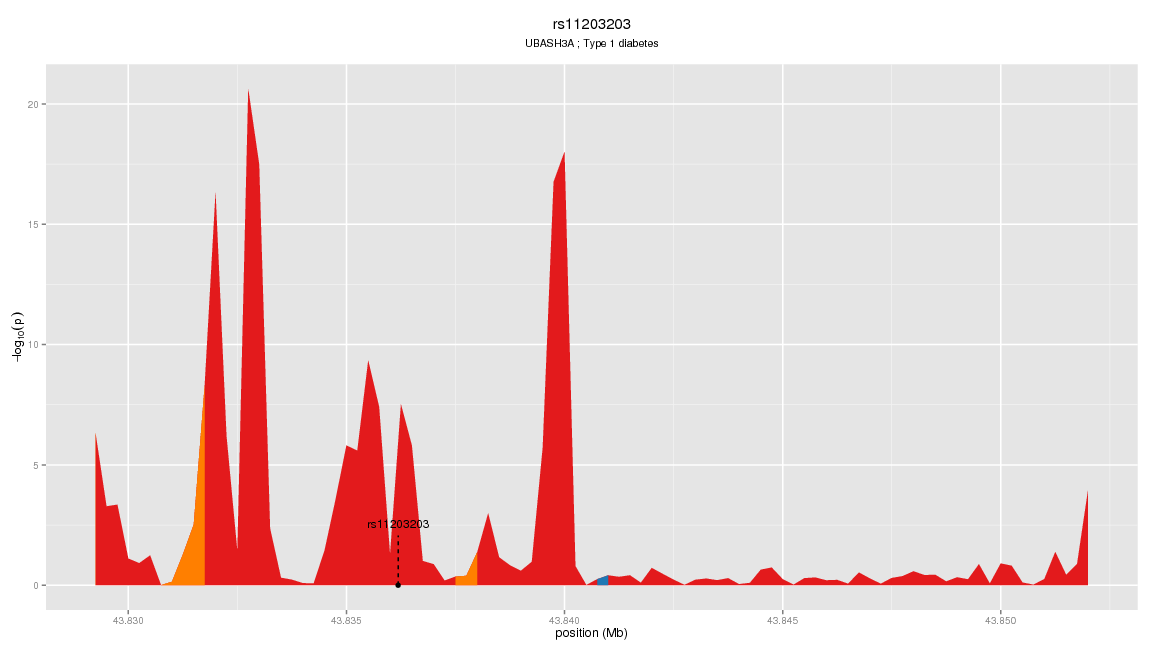 rs11203203
UBASH3A ; Type 1 diabetes
20
15
10
5
0
−log10(p)
rs11203203
43.830 43.835 43.840 43.845 43.850
position (Mb)